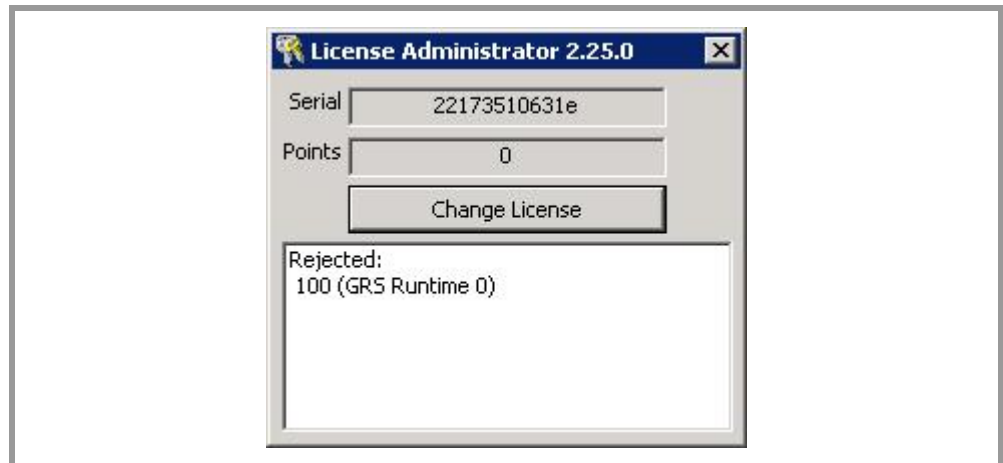 License Administrator 2.25.0
Serial 22173510631e
Points 0
Change License
Rejected:
100 (GRS Runtime 0)